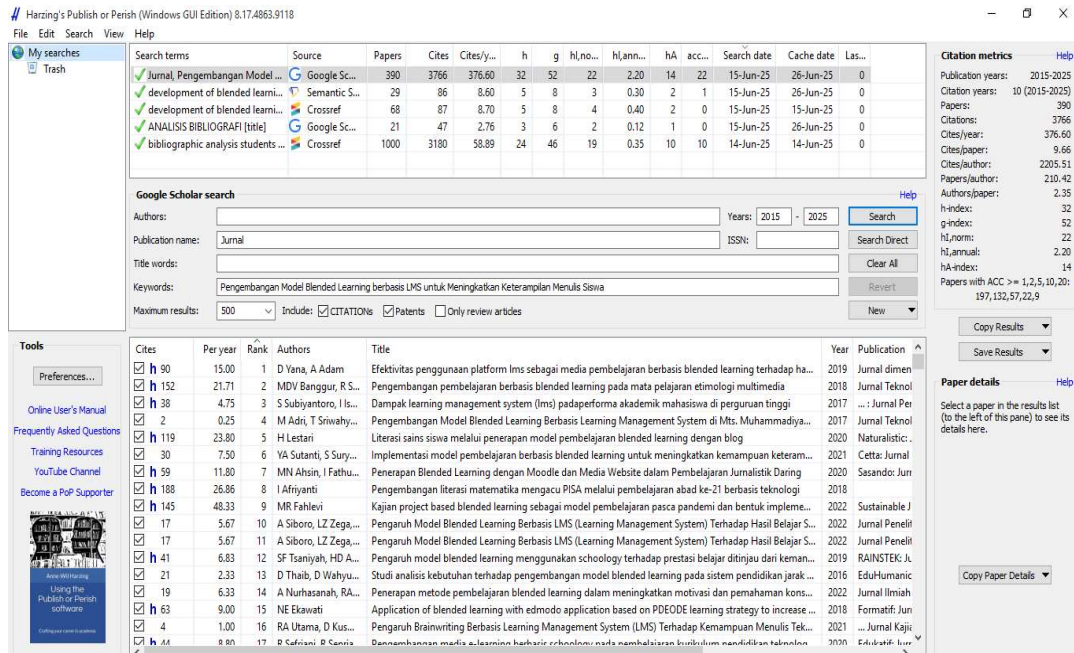 Harzing's Publish or Perish (Windows GUI Edition) 8.17.4863.9118
File Edit Search View Help
My searches
Trash
Search terms Source Papers Cites Cites/y... h g hI,no... hI,ann... hA acc... Search date Cache date Las...
Jurnal, Pengembangan Model ... Google Sc... 390 3766 376.60 32 52 22 2.20 14 22 15-Jun-25 26-Jun-25 0
development of blended learni... Semantic S... 29 86 8.60 5 8 3 0.30 2 1 15-Jun-25 26-Jun-25 0
development of blended learni... Crossref 68 87 8.70 5 8 4 0.40 2 0 15-Jun-25 15-Jun-25 0
ANALISIS BIBLIOGRAFI [title] Google Sc... 21 47 2.76 3 6 2 0.12 1 0 15-Jun-25 26-Jun-25 0
bibliographic analysis students ... Crossref 1000 3180 58.89 24 46 19 0.35 10 10 14-Jun-25 14-Jun-25 0
Google Scholar search Help
Authors: Years: 2015 - 2025 Search
Publication name: Jurnal ISSN: Search Direct
Title words: Clear All
Keywords: Pengembangan Model Blended Learning berbasis LMS untuk Meningkatkan Keterampilan Menulis Siswa Revert
Maximum results: 500 Include: CITATIONs Patents Only review articles New
Tools
Preferences...
Online User's Manual
Frequently Asked Questions
Training Resources
YouTube Channel
Become a PoP Supporter
Anne-Wil Harzing
Using the
Publish or Perish
software
Crafting your career in academia
Cites Per year Rank Authors Title Year Publication
h 90 15.00 1 D Yana, A Adam Efektivitas penggunaan platform lms sebagai media pembelajaran berbasis blended learning terhadap ha... 2019 Jurnal dimen
h 152 21.71 2 MDV Banggur, R S... Pengembangan pembelajaran berbasis blended learning pada mata pelajaran etimologi multimedia 2018 Jurnal Teknol
h 38 4.75 3 S Subiyantoro, I Is... Dampak learning management system (lms) padaperforma akademik mahasiswa di perguruan tinggi 2017 ... : Jurnal Per
2 0.25 4 M Adri, T Sriwahy... Pengembangan Model Blended Learning Berbasis Learning Management System di Mts. Muhammadiya... 2017 Jurnal Teknol
h 119 23.80 5 H Lestari Literasi sains siswa melalui penerapan model pembelajaran blended learning dengan blog 2020 Naturalistic: .
30 7.50 6 YA Sutanti, S Sury... Implementasi model pembelajaran berbasis blended learning untuk meningkatkan kemampuan keteram... 2021 Cetta: Jurnal
h 59 11.80 7 MN Ahsin, I Fathu... Penerapan Blended Learning dengan Moodle dan Media Website dalam Pembelajaran Jurnalistik Daring 2020 Sasando: Jurr
h 188 26.86 8 I Afriyanti Pengembangan literasi matematika mengacu PISA melalui pembelajaran abad ke-21 berbasis teknologi 2018
h 145 48.33 9 MR Fahlevi Kajian project based blended learning sebagai model pembelajaran pasca pandemi dan bentuk impleme... 2022 Sustainable J
17 5.67 10 A Siboro, LZ Zega,... Pengaruh Model Blended Learning Berbasis LMS (Learning Management System) Terhadap Hasil Belajar S... 2022 Jurnal Penelit
17 5.67 11 A Siboro, LZ Zega,... Pengaruh Model Blended Learning Berbasis LMS (Learning Management System) Terhadap Hasil Belajar S... 2022 Jurnal Penelit
h 41 6.83 12 SF Tsaniyah, HD A... Pengaruh model blended learning menggunakan schoology terhadap prestasi belajar ditinjau dari keman... 2019 RAINSTEK: Ju
21 2.33 13 D Thaib, D Wahyu... Studi analisis kebutuhan terhadap pengembangan model blended learning pada sistem pendidikan jarak ... 2016 EduHumanic
19 6.33 14 A Nurhasanah, RA... Penerapan metode pembelajaran blended learning dalam meningkatkan motivasi dan pemahaman kons... 2022 Jurnal Ilmiah
h 63 9.00 15 NE Ekawati Application of blended learning with edmodo application based on PDEODE learning strategy to increase ... 2018 Formatif: Jun
4 1.00 16 RA Utama, D Kus... Pengaruh Brainwriting Berbasis Learning Management System (LMS) Terhadap Kemampuan Menulis Tek... 2021 ... Jurnal Kajia
h 44 8.80 17 R Sefriani, R Sepria... Pengembangan media e-learning berbasis schoology pada pembelajaran kurikulum pendidikan teknolog... 2020 Edukatif: Jurr
Citation metrics Help
Publication years: 2015-2025
Citation years: 10 (2015-2025)
Papers: 390
Citations: 3766
Cites/year: 376.60
Cites/paper: 9.66
Cites/author: 2205.51
Papers/author: 210.42
Authors/paper: 2.35
h-index: 32
g-index: 52
hI,norm: 22
hI,annual: 2.20
hA-index: 14
Papers with ACC >= 1,2,5,10,20:
197,132,57,22,9
Copy Results
Save Results
Paper details Help
Select a paper in the results list
(to the left of this pane) to see its
details here.
Copy Paper Details